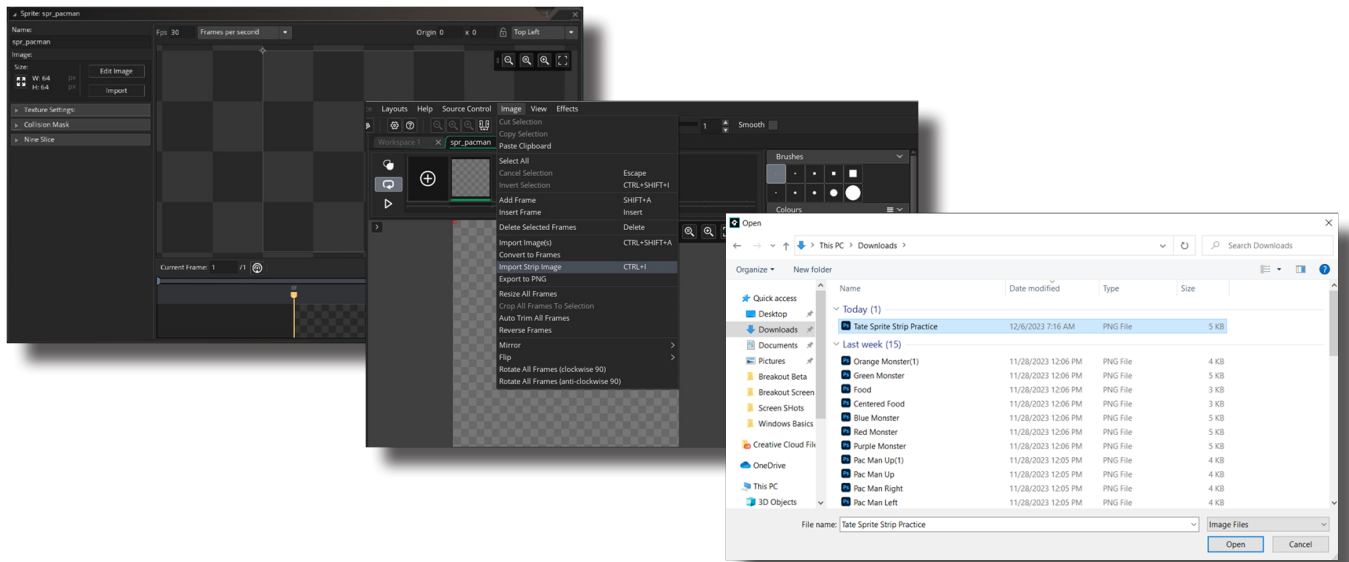 Sprite: spr_pacman
Name:
spr_pacman
Image:
Size:
W: 64 px
H: 64 px
Edit Image
Import
Texture Settings:
Collision Mask
Nine Slice
Fps 30 Frames per second
Origin 0 x 0 Top Left
Current Frame: 1 /1
Layouts Help Source Control Image View Effects
1 Smooth
Workspace 1 X spr_pacman
Cut Selection
Copy Selection
Paste Clipboard
Select All
Cancel Selection Escape
Invert Selection CTRL+SHIFT+I
Add Frame SHIFT+A
Insert Frame Insert
Delete Selected Frames Delete
Import Image(s) CTRL+SHIFT+A
Convert to Frames
Import Strip Image CTRL+I
Export to PNG
Resize All Frames
Crop All Frames To Selection
Auto Trim All Frames
Reverse Frames
Mirror
Flip
Rotate All Frames (clockwise 90)
Rotate All Frames (anti-clockwise 90)
Brushes
Colours
Open
This PC > Downloads >
Search Downloads
Organize New folder
Quick access
Desktop
Downloads
Documents
Pictures
Breakout Beta
Breakout Screen
Screen SHots
Windows Basics
Creative Cloud File
OneDrive
This PC
3D Objects
Name Date modified Type Size
Today (1)
Ps Tate Sprite Strip Practice 12/6/2023 7:16 AM PNG File 5 KB
Last week (15)
Ps Orange Monster(1) 11/28/2023 12:06 PM PNG File 4 KB
Ps Green Monster 11/28/2023 12:06 PM PNG File 5 KB
Ps Food 11/28/2023 12:06 PM PNG File 3 KB
Ps Centered Food 11/28/2023 12:06 PM PNG File 3 KB
Ps Blue Monster 11/28/2023 12:06 PM PNG File 5 KB
Ps Red Monster 11/28/2023 12:06 PM PNG File 5 KB
Ps Purple Monster 11/28/2023 12:06 PM PNG File 5 KB
Ps Pac Man Up(1) 11/28/2023 12:05 PM PNG File 4 KB
Ps Pac Man Up 11/28/2023 12:05 PM PNG File 4 KB
Ps Pac Man Right 11/28/2023 12:05 PM PNG File 4 KB
Ps Pac Man Left 11/28/2023 12:05 PM PNG File 4 KB
File name: Tate Sprite Strip Practice Image Files
Open Cancel